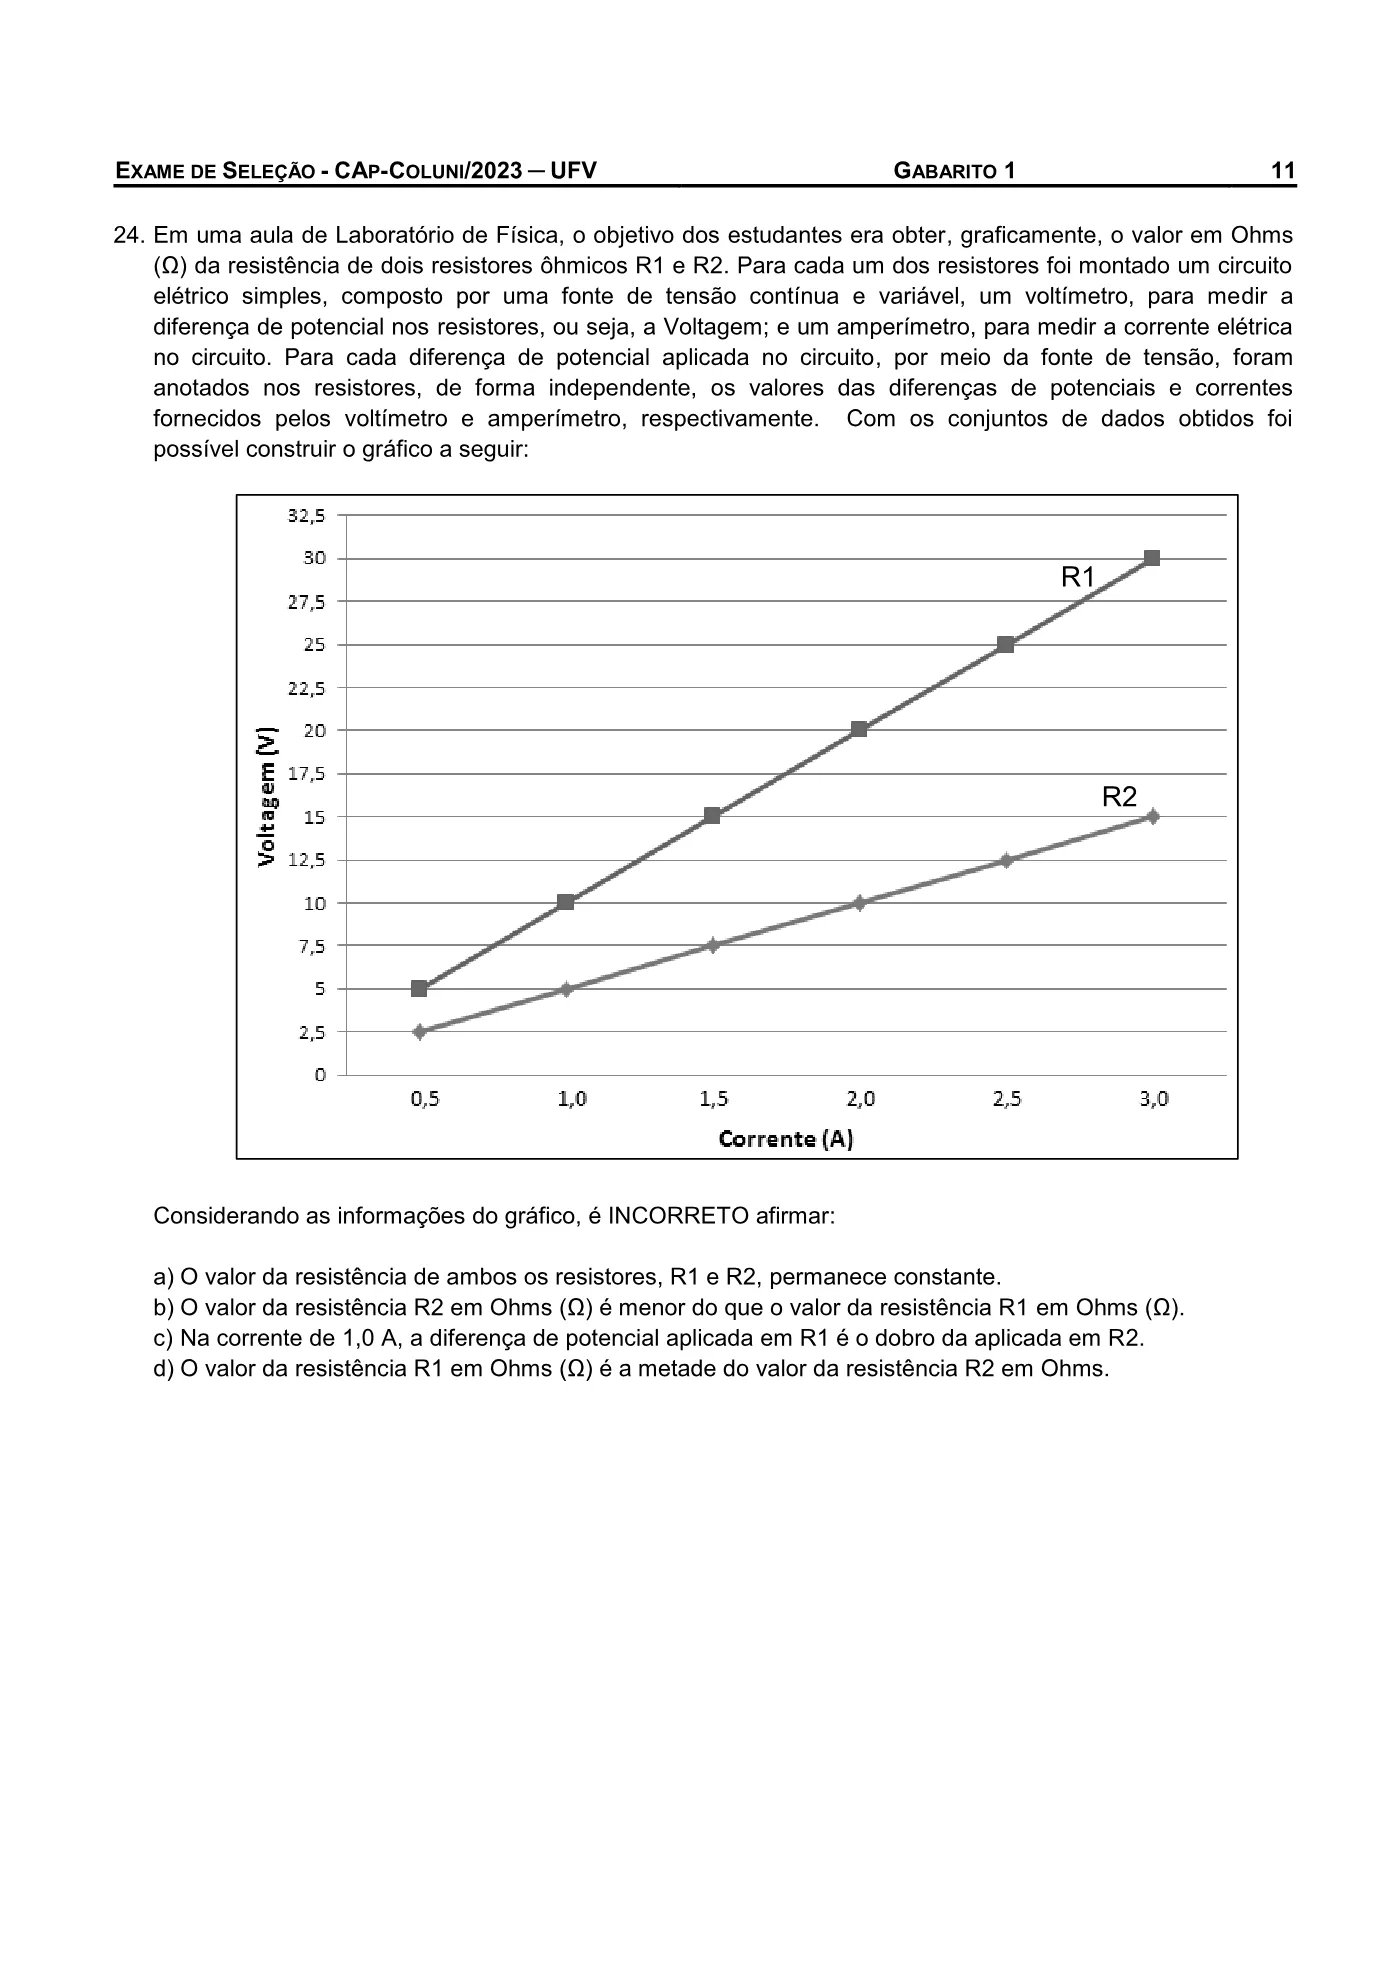 EXAME DE SELEÇÃO - CAP-COLUNI/2023 — UFV GABARITO 1 11
24. Em uma aula de Laboratório de Física, o objetivo dos estudantes era obter, graficamente, o valor em Ohms
(Ω) da resistência de dois resistores ôhmicos R1 e R2. Para cada um dos resistores foi montado um circuito
elétrico simples, composto por uma fonte de tensão contínua e variável, um voltímetro, para medir a
diferença de potencial nos resistores, ou seja, a Voltagem; e um amperímetro, para medir a corrente elétrica
no circuito. Para cada diferença de potencial aplicada no circuito, por meio da fonte de tensão, foram
anotados nos resistores, de forma independente, os valores das diferenças de potenciais e correntes
fornecidos pelos voltímetro e amperímetro, respectivamente. Com os conjuntos de dados obtidos foi
possível construir o gráfico a seguir:
32,5
30
R1
27,5
25
22,5
20
Voltagem (V)
17,5
R2
15
12,5
10
7,5
5
2,5
0
0,5 1,0 1,5 2,0 2,5 3,0
Corrente (A)
Considerando as informações do gráfico, é INCORRETO afirmar:
a) O valor da resistência de ambos os resistores, R1 e R2, permanece constante.
b) O valor da resistência R2 em Ohms (Ω) é menor do que o valor da resistência R1 em Ohms (Ω).
c) Na corrente de 1,0 A, a diferença de potencial aplicada em R1 é o dobro da aplicada em R2.
d) O valor da resistência R1 em Ohms (Ω) é a metade do valor da resistência R2 em Ohms.